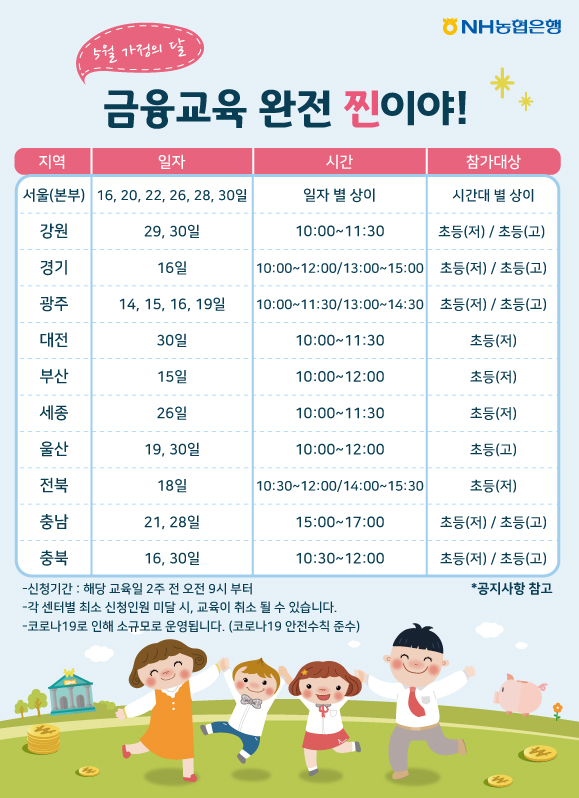 5월 가정의 달
NH농협은행
금융교육 완전 찐이야!
지역 일자 시간 참가대상
서울(본부) 16, 20, 22, 26, 28, 30일 일자 별 상이 시간대 별 상이
강원 29, 30일 10:00~11:30 초등(저) / 초등(고)
경기 16일 10:00~12:00/13:00~15:00 초등(저) / 초등(고)
광주 14, 15, 16, 19일 10:00~11:30/13:00~14:30 초등(저) / 초등(고)
대전 30일 10:00~11:30 초등(저)
부산 15일 10:00~12:00 초등(저)
세종 26일 10:00~11:30 초등(저)
울산 19, 30일 10:00~12:00 초등(고)
전북 18일 10:30~12:00/14:00~15:30 초등(저)
충남 21, 28일 15:00~17:00 초등(저) / 초등(고)
충북 16, 30일 10:30~12:00 초등(저) / 초등(고)
-신청기간 : 해당 교육일 2주 전 오전 9시 부터 *공지사항 참고
-각 센터별 최소 신청인원 미달 시, 교육이 취소 될 수 있습니다.
-코로나19로 인해 소규모로 운영됩니다. (코로나19 안전수칙 준수)